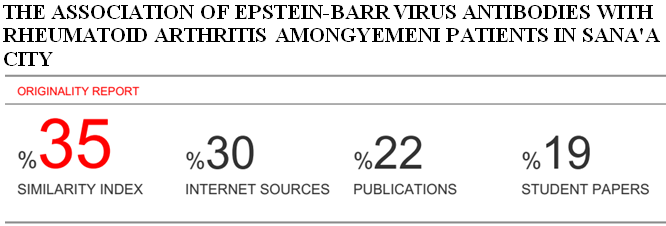 THE ASSOCIATION OF EPSTEIN-BARR VIRUS ANTIBODIES WITH
RHEUMATOID ARTHRITIS AMONGYEMENI PATIENTS IN SANA'A
CITY
ORIGINALITY REPORT
%35 %30 %22 %19
SIMILARITY INDEX INTERNET SOURCES PUBLICATIONS STUDENT PAPERS